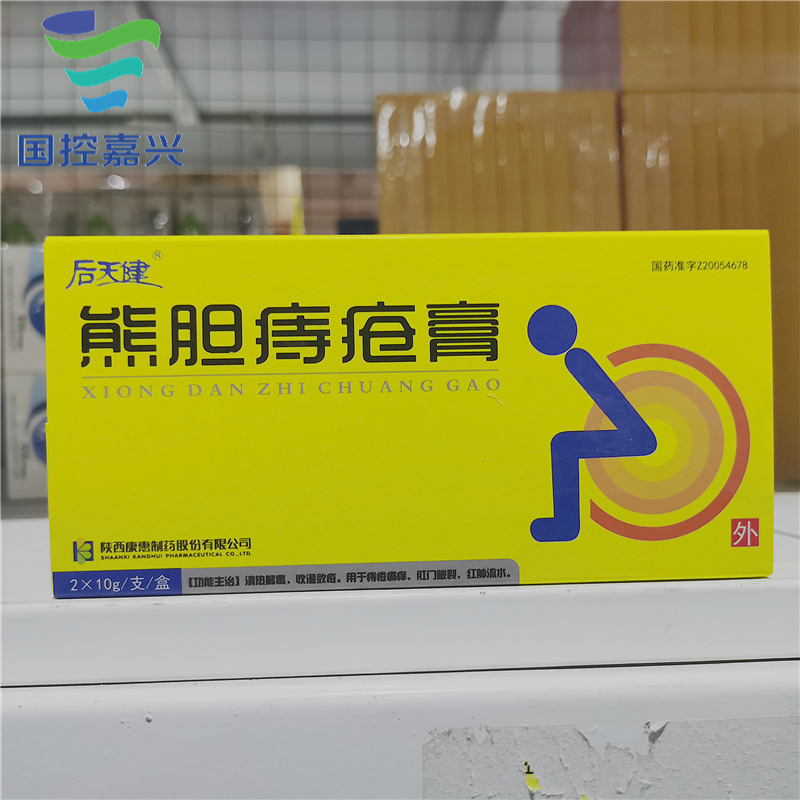 国控嘉兴
后天健®
国药准字Z20054678
熊胆痔疮膏
XIONG DAN ZHI CHUANG GAO
外
陕西康惠制药股份有限公司
SHAANXI KANGHUI PHARMACEUTICAL CO.,LTD.
2×10g/支/盒
【功能主治】清热解毒、收湿敛疮。用于痔疮痛痒、肛门皲裂、红肿流水。